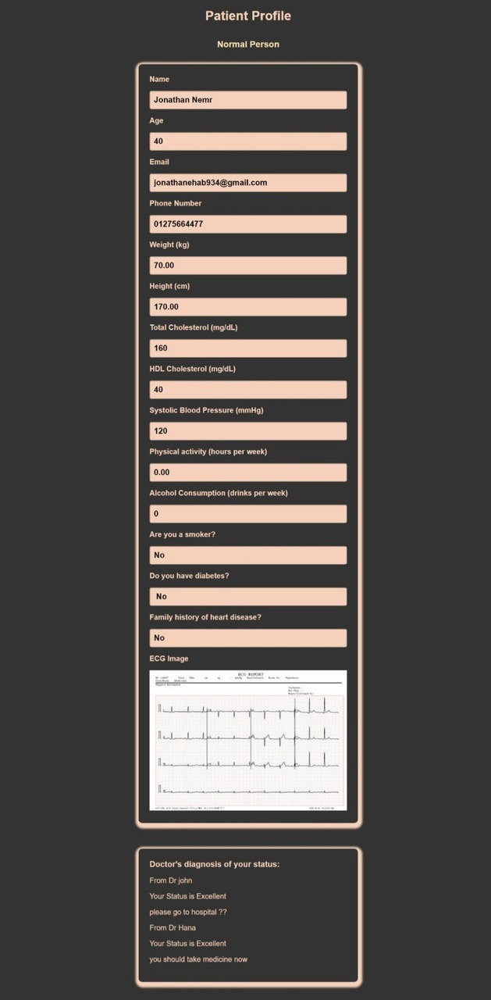 Patient Profile
Normal Person
Name
Jonathan Nemr
Age
40
Email
jonathanehab934@gmail.com
Phone Number
01275664477
Weight (kg)
70.00
Height (cm)
170.00
Total Cholesterol (mg/dL)
160
HDL Cholesterol (mg/dL)
40
Systolic Blood Pressure (mmHg)
120
Physical activity (hours per week)
0.00
Alcohol Consumption (drinks per week)
0
Are you a smoker?
No
Do you have diabetes?
No
Family history of heart disease?
No
ECG Image
ECG REPORT
Doctor's diagnosis of your status:
From Dr john
Your Status is Excellent
please go to hospital ??
From Dr Hana
Your Status is Excellent
you should take medicine now